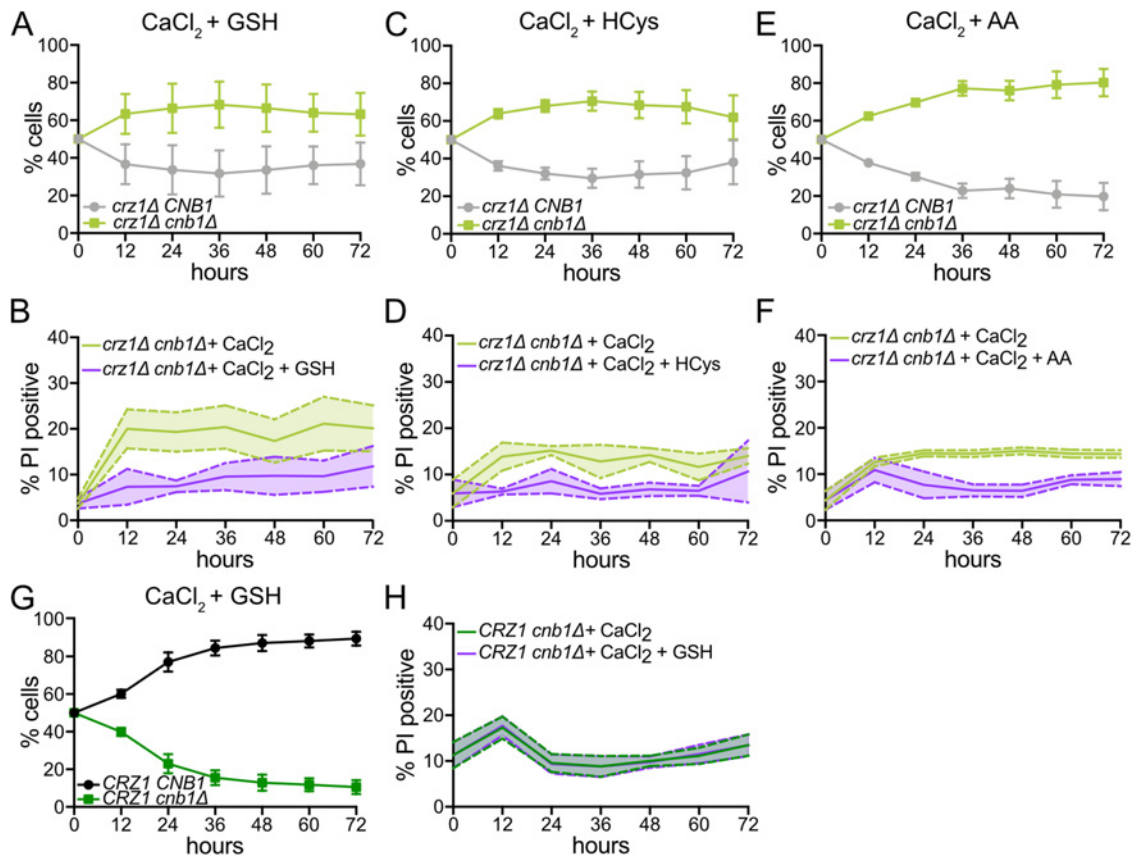 A
CaCl2 + GSH
% cells
100
80
60
40
20
0
crz1Δ CNB1
crz1Δ cnb1Δ
0 12 24 36 48 60 72
hours
C
CaCl2 + HCys
% cells
100
80
60
40
20
0
crz1Δ CNB1
crz1Δ cnb1Δ
0 12 24 36 48 60 72
hours
E
CaCl2 + AA
% cells
100
80
60
40
20
0
crz1Δ CNB1
crz1Δ cnb1Δ
0 12 24 36 48 60 72
hours
B
% PI positive
40
30
20
10
0
crz1Δ cnb1Δ + CaCl2
crz1Δ cnb1Δ + CaCl2 + GSH
0 12 24 36 48 60 72
hours
D
% PI positive
40
30
20
10
0
crz1Δ cnb1Δ + CaCl2
crz1Δ cnb1Δ + CaCl2 + HCys
0 12 24 36 48 60 72
hours
F
% PI positive
40
30
20
10
0
crz1Δ cnb1Δ + CaCl2
crz1Δ cnb1Δ + CaCl2 + AA
0 12 24 36 48 60 72
hours
G
CaCl2 + GSH
% cells
100
80
60
40
20
0
CRZ1 CNB1
CRZ1 cnb1Δ
0 12 24 36 48 60 72
hours
H
% PI positive
40
30
20
10
0
CRZ1 cnb1Δ + CaCl2
CRZ1 cnb1Δ + CaCl2 + GSH
0 12 24 36 48 60 72
hours